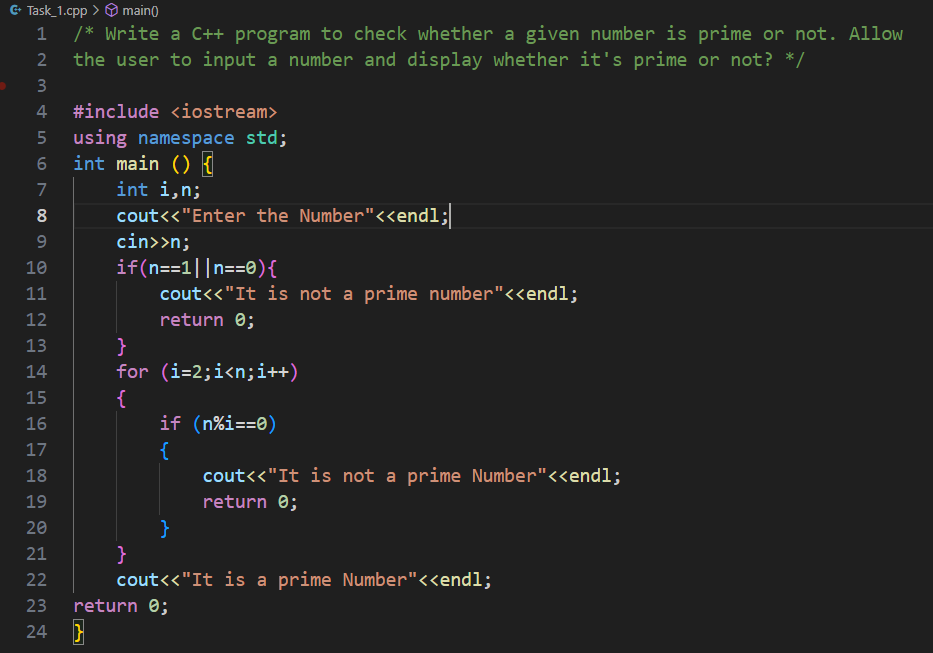 Task_1.cpp > main()
1 /* Write a C++ program to check whether a given number is prime or not. Allow
2 the user to input a number and display whether it's prime or not? */
3
4 #include <iostream>
5 using namespace std;
6 int main () {
7     int i,n;
8     cout<<"Enter the Number"<<endl;
9     cin>>n;
10     if(n==1||n==0){
11         cout<<"It is not a prime number"<<endl;
12         return 0;
13     }
14     for (i=2;i<n;i++)
15     {
16         if (n%i==0)
17         {
18             cout<<"It is not a prime Number"<<endl;
19             return 0;
20         }
21     }
22     cout<<"It is a prime Number"<<endl;
23 return 0;
24 }